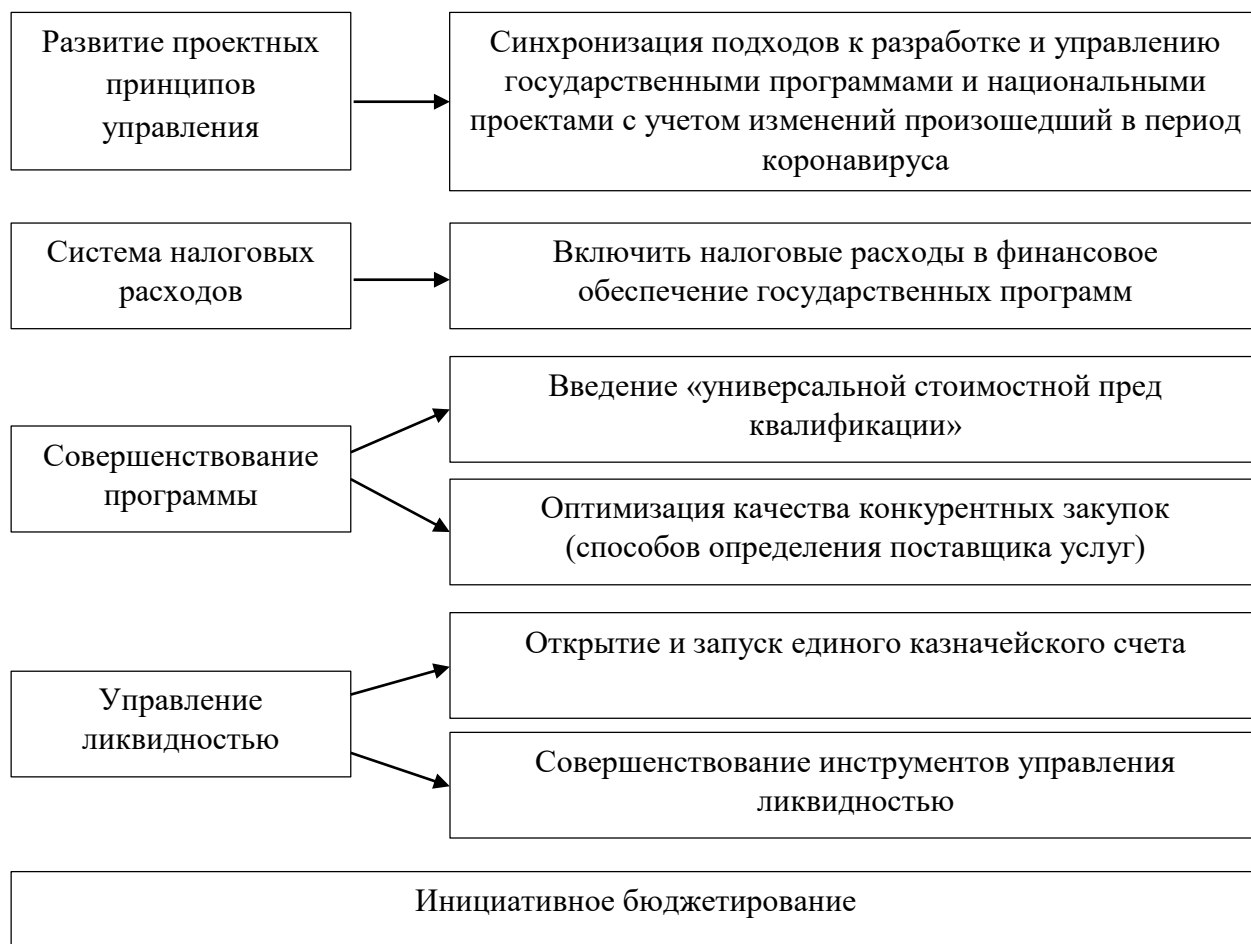 Развитие проектных
принципов
управления
Синхронизация подходов к разработке и управлению
государственными программами и национальными
проектами с учетом изменений произошедший в период
коронавируса
Система налоговых
расходов
Включить налоговые расходы в финансовое
обеспечение государственных программ
Совершенствование
программы
Введение «универсальной стоимостной пред
квалификации»
Оптимизация качества конкурентных закупок
(способов определения поставщика услуг)
Управление
ликвидностью
Открытие и запуск единого казначейского счета
Совершенствование инструментов управления
ликвидностью
Инициативное бюджетирование